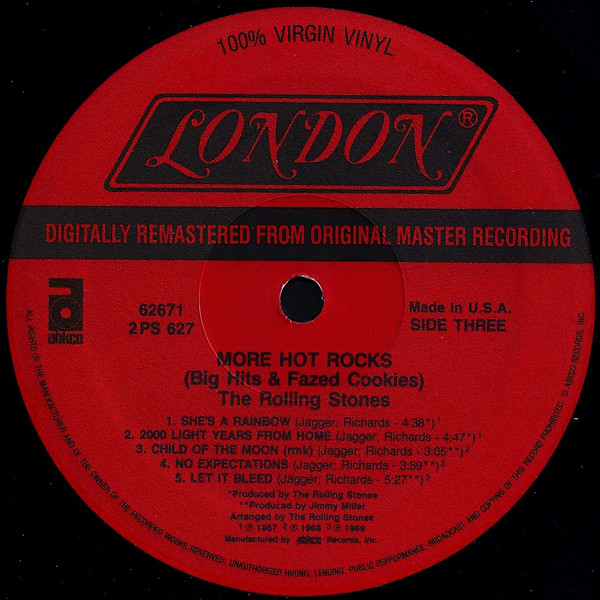 100% VIRGIN VINYL
LONDON®
DIGITALLY REMASTERED FROM ORIGINAL MASTER RECORDING
abkco
62671
2PS 627
Made In U.S.A.
SIDE THREE
MORE HOT ROCKS
(Big Hits & Fazed Cookies)
The Rolling Stones
1. SHE'S A RAINBOW (Jagger; Richards - 4:38*)¹
2. 2000 LIGHT YEARS FROM HOME (Jagger; Richards - 4:47*)¹
3. CHILD OF THE MOON (rmk) (Jagger; Richards - 3:05**)²
4. NO EXPECTATIONS (Jagger; Richards - 3:59**)²
5. LET IT BLEED (Jagger; Richards - 5:27**)³
*Produced by The Rolling Stones
**Produced by Jimmy Miller
Arranged by The Rolling Stones
1 ℗ 1967 2 ℗ 1968 3 ℗ 1969
Manufactured by abkco Records, Inc.
ALL RIGHTS OF THE MANUFACTURER AND OF THE OWNER OF THE RECORDED WORKS RESERVED. UNAUTHORIZED HIRING, LENDING, PUBLIC PERFORMANCE, BROADCAST AND COPYING OF THIS RECORD PROHIBITED. © ABKCO RECORDS, INC.